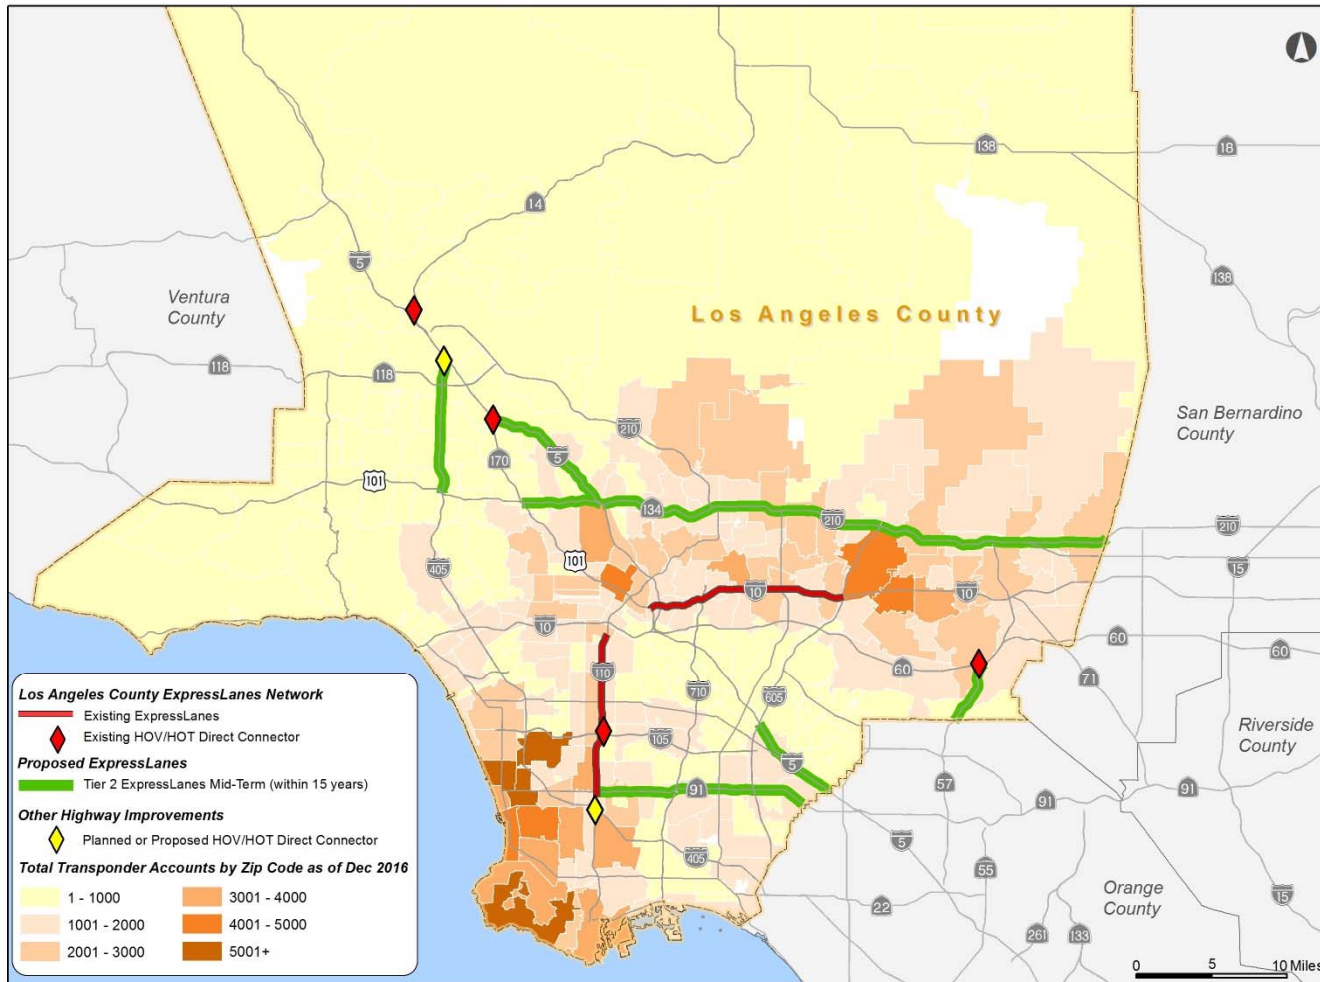 138
18
14
5
138
Ventura
County
Los Angeles County
118
118
San Bernardino
County
210
5
170
101
134
210
210
101
405
10
10
15
10
60
60
60
71
110
710
605
Riverside
County
105
5
57
91
91
91
405
5
55
Orange
County
22
15
261
133
Los Angeles County ExpressLanes Network
Existing ExpressLanes
Existing HOV/HOT Direct Connector
Proposed ExpressLanes
Tier 2 ExpressLanes Mid-Term (within 15 years)
Other Highway Improvements
Planned or Proposed HOV/HOT Direct Connector
Total Transponder Accounts by Zip Code as of Dec 2016
1 - 1000
3001 - 4000
1001 - 2000
4001 - 5000
2001 - 3000
5001+
0 5 10 Miles